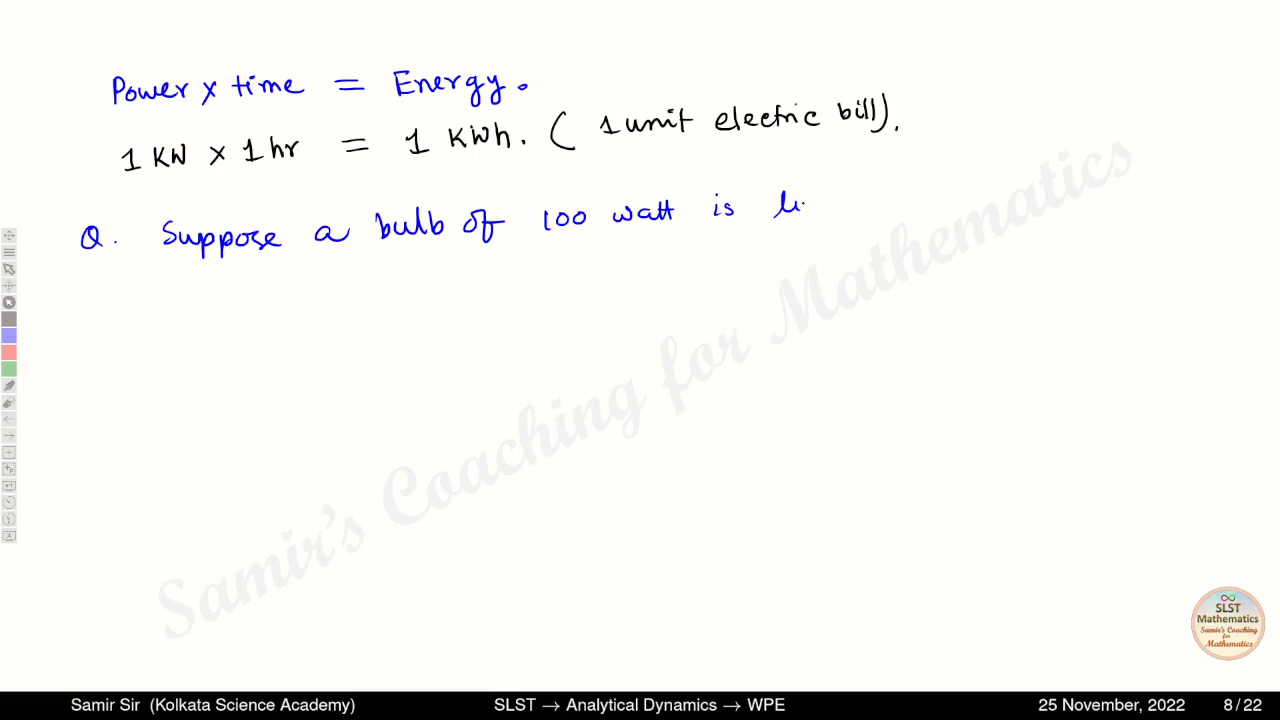 Power × time = Energy.
1 KW × 1 hr = 1 KWh. ( 1 unit electric bill).
Q. Suppose a bulb of 100 watt is
Samir's Coaching for Mathematics
SLST
Mathematics
Samir's Coaching
for
Mathematics
Samir Sir (Kolkata Science Academy) SLST → Analytical Dynamics → WPE 25 November, 2022 8 / 22